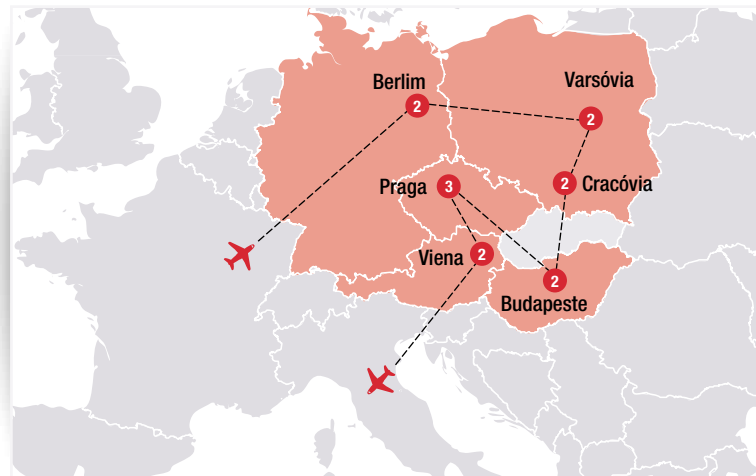 Berlim
2
Varsóvia
2
Praga
3
2
Cracóvia
Viena
2
2
Budapeste